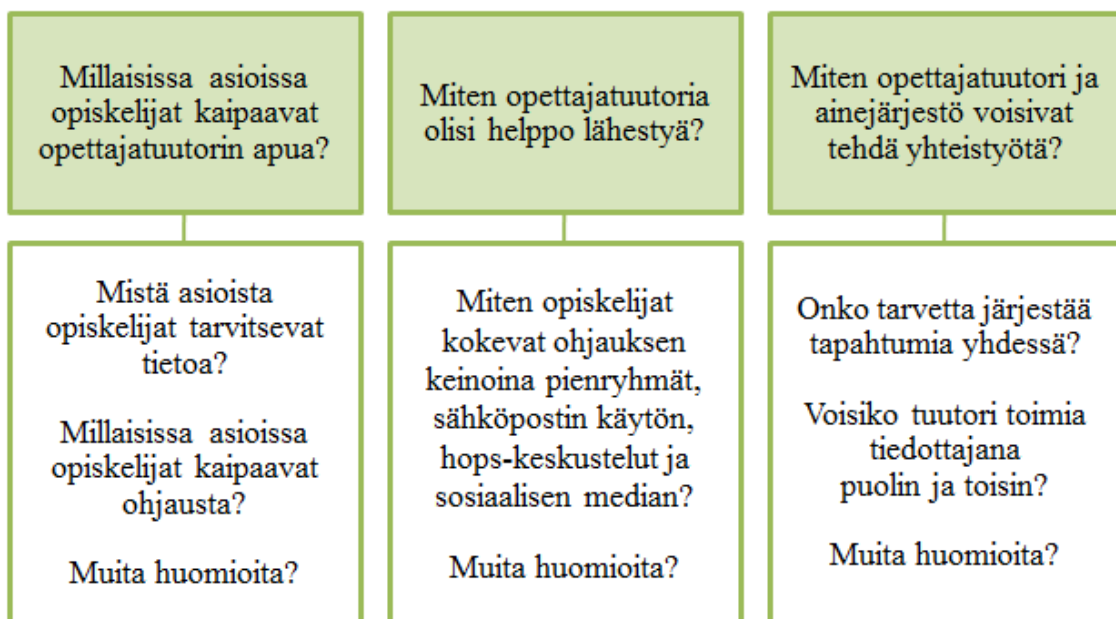 Millaisissa asioissa
opiskelijat kaipaavat
opettajatuutorin apua?
Mistä asioista
opiskelijat tarvitsevat
tietoa?
Millaisissa asioissa
opiskelijat kaipaavat
ohjausta?
Muita huomioita?
Miten opettajatuutoria
olisi helppo lähestyä?
Miten opiskelijat
kokevat ohjauksen
keinoina pienryhmät,
sähköpostin käytön,
hops-keskustelut ja
sosiaalisen median?
Muita huomioita?
Miten opettajatuutori ja
ainejärjestö voisivat
tehdä yhteistyötä?
Onko tarvetta järjestää
tapahtumia yhdessä?
Voisiko tuutori toimia
tiedottajana
puolin ja toisin?
Muita huomioita?